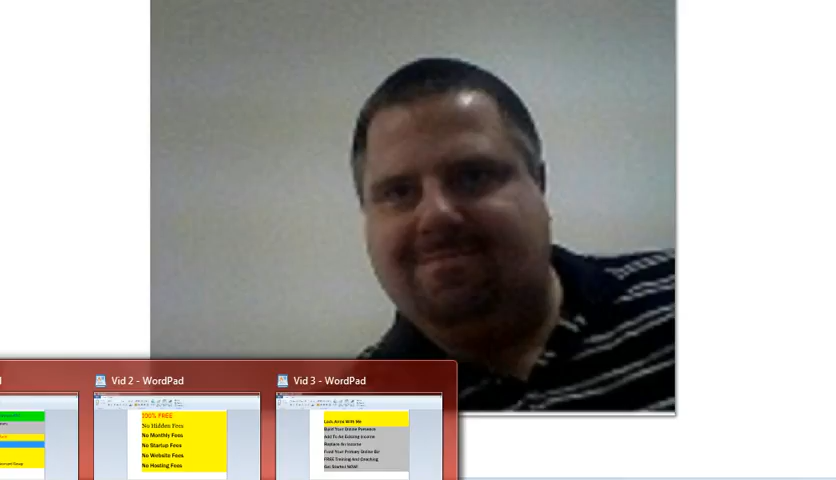 Vid 2 - WordPad
Vid 3 - WordPad
100% FREE
No Hidden Fees
No Monthly Fees
No Startup Fees
No Website Fees
No Hosting Fees
Lock Arms With Me
Build Your Online Presence
Add To An Existing Income
Replace An Income
Fund Your Primary Online Biz
FREE Training And Coaching
Get Started NOW!